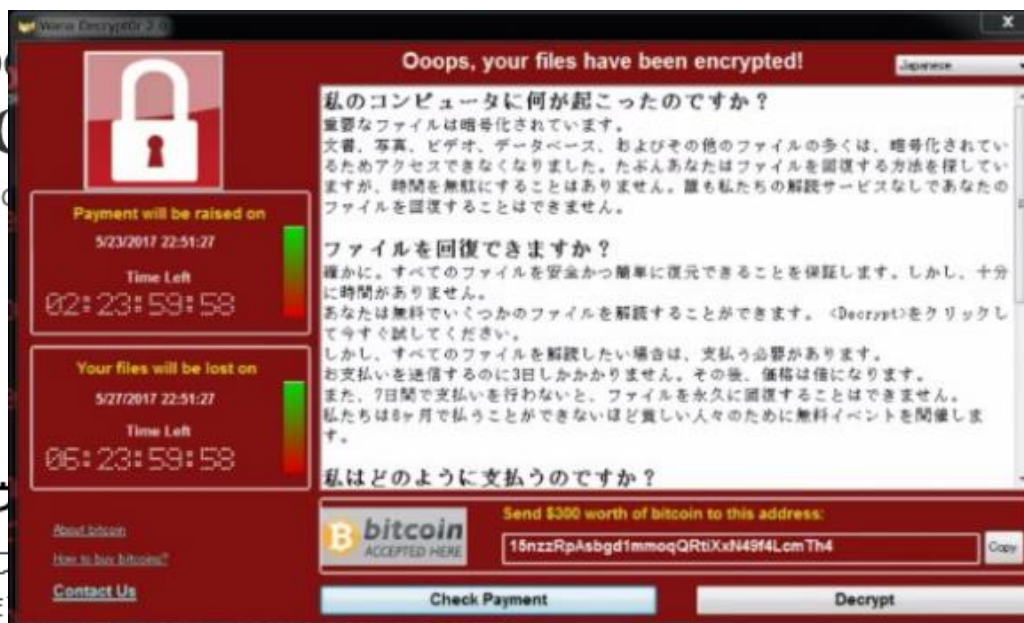 Wana Decrypt0r 2.0
x
Ooops, your files have been encrypted!
Japanese
Payment will be raised on
5/23/2017 22:51:27
Time Left
02:23:59:58
Your files will be lost on
5/27/2017 22:51:27
Time Left
06:23:59:58
About bitcoin
How to buy bitcoins?
Contact Us
私のコンピュータに何が起こったのですか？
重要なファイルは暗号化されています。
文書、写真、ビデオ、データベース、およびその他のファイルの多くは、暗号化されてい
るためアクセスできなくなりました。たぶんあなたはファイルを回復する方法を探してい
ますが、時間を無駄にすることはありません。誰も私たちの解読サービスなしであなたの
ファイルを回復することはできません。
ファイルを回復できますか？
確かに。すべてのファイルを安全かつ簡単に復元できることを保証します。しかし、十分
に時間がありません。
あなたは無料でいくつかのファイルを解読することができます。 <Decrypt>をクリックし
て今すぐ試してください。
しかし、すべてのファイルを解読したい場合は、支払う必要があります。
お支払いを送信するのに3日しかかかりません。その後、価格は倍になります。
また、7日間で支払いを行わないと、ファイルを永久に回復することはできません。
私たちは6ヶ月で払うことができないほど貧しい人々のために無料イベントを開催しま
す。
私はどのように支払うのですか？
bitcoin
ACCEPTED HERE
Send $300 worth of bitcoin to this address:
15nzzRpAsbgd1mmoqQRtiXxN49f4LcmTh4
Copy
Check Payment
Decrypt